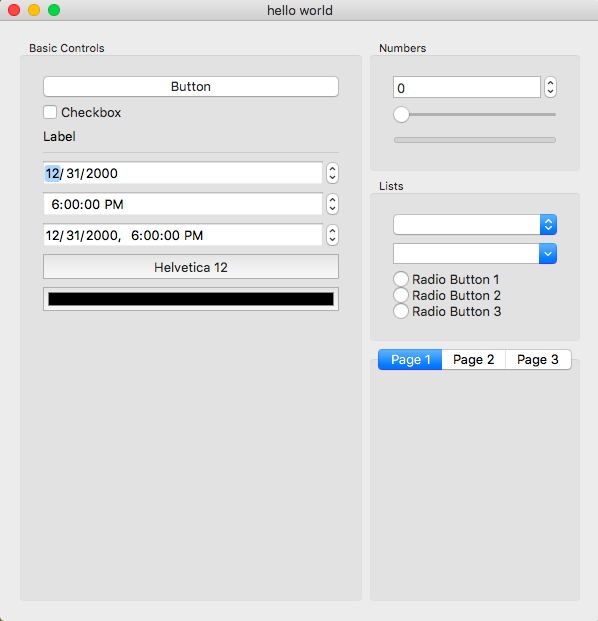 hello world
Basic Controls
Button
Checkbox
Label
12/31/2000
6:00:00 PM
12/31/2000, 6:00:00 PM
Helvetica 12
Numbers
0
Lists
Radio Button 1
Radio Button 2
Radio Button 3
Page 1 Page 2 Page 3